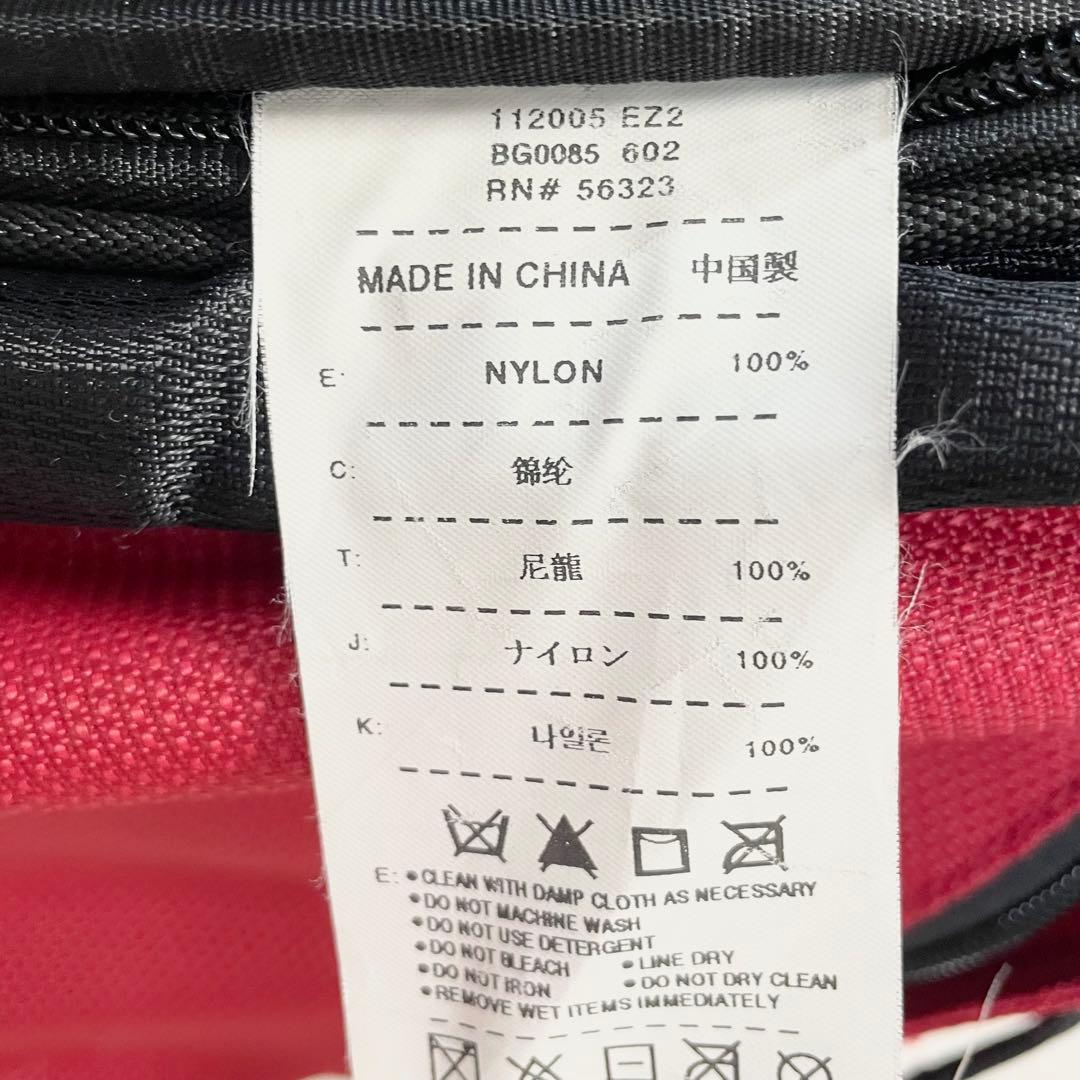 112005 EZ2
BG0085 602
RN# 56323
MADE IN CHINA 中国製
E: NYLON 100%
C: 锦纶
T: 尼龍 100%
J: ナイロン 100%
K: 나일론 100%
E: •CLEAN WITH DAMP CLOTH AS NECESSARY
•DO NOT MACHINE WASH
•DO NOT USE DETERGENT
•DO NOT BLEACH •LINE DRY
•DO NOT IRON •DO NOT DRY CLEAN
•REMOVE WET ITEMS IMMEDIATELY